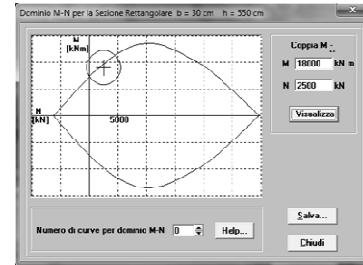 Dominio M-N per la Sezione Rettangolare b = 30 cm h = 550 cm
M
[kNm]
N
[kN]
5000
Coppia M -
M 18000 kN m
N 2500 kN
Visualizza
Numero di curve per dominio M-N 0 Help...
Salva...
Chiudi